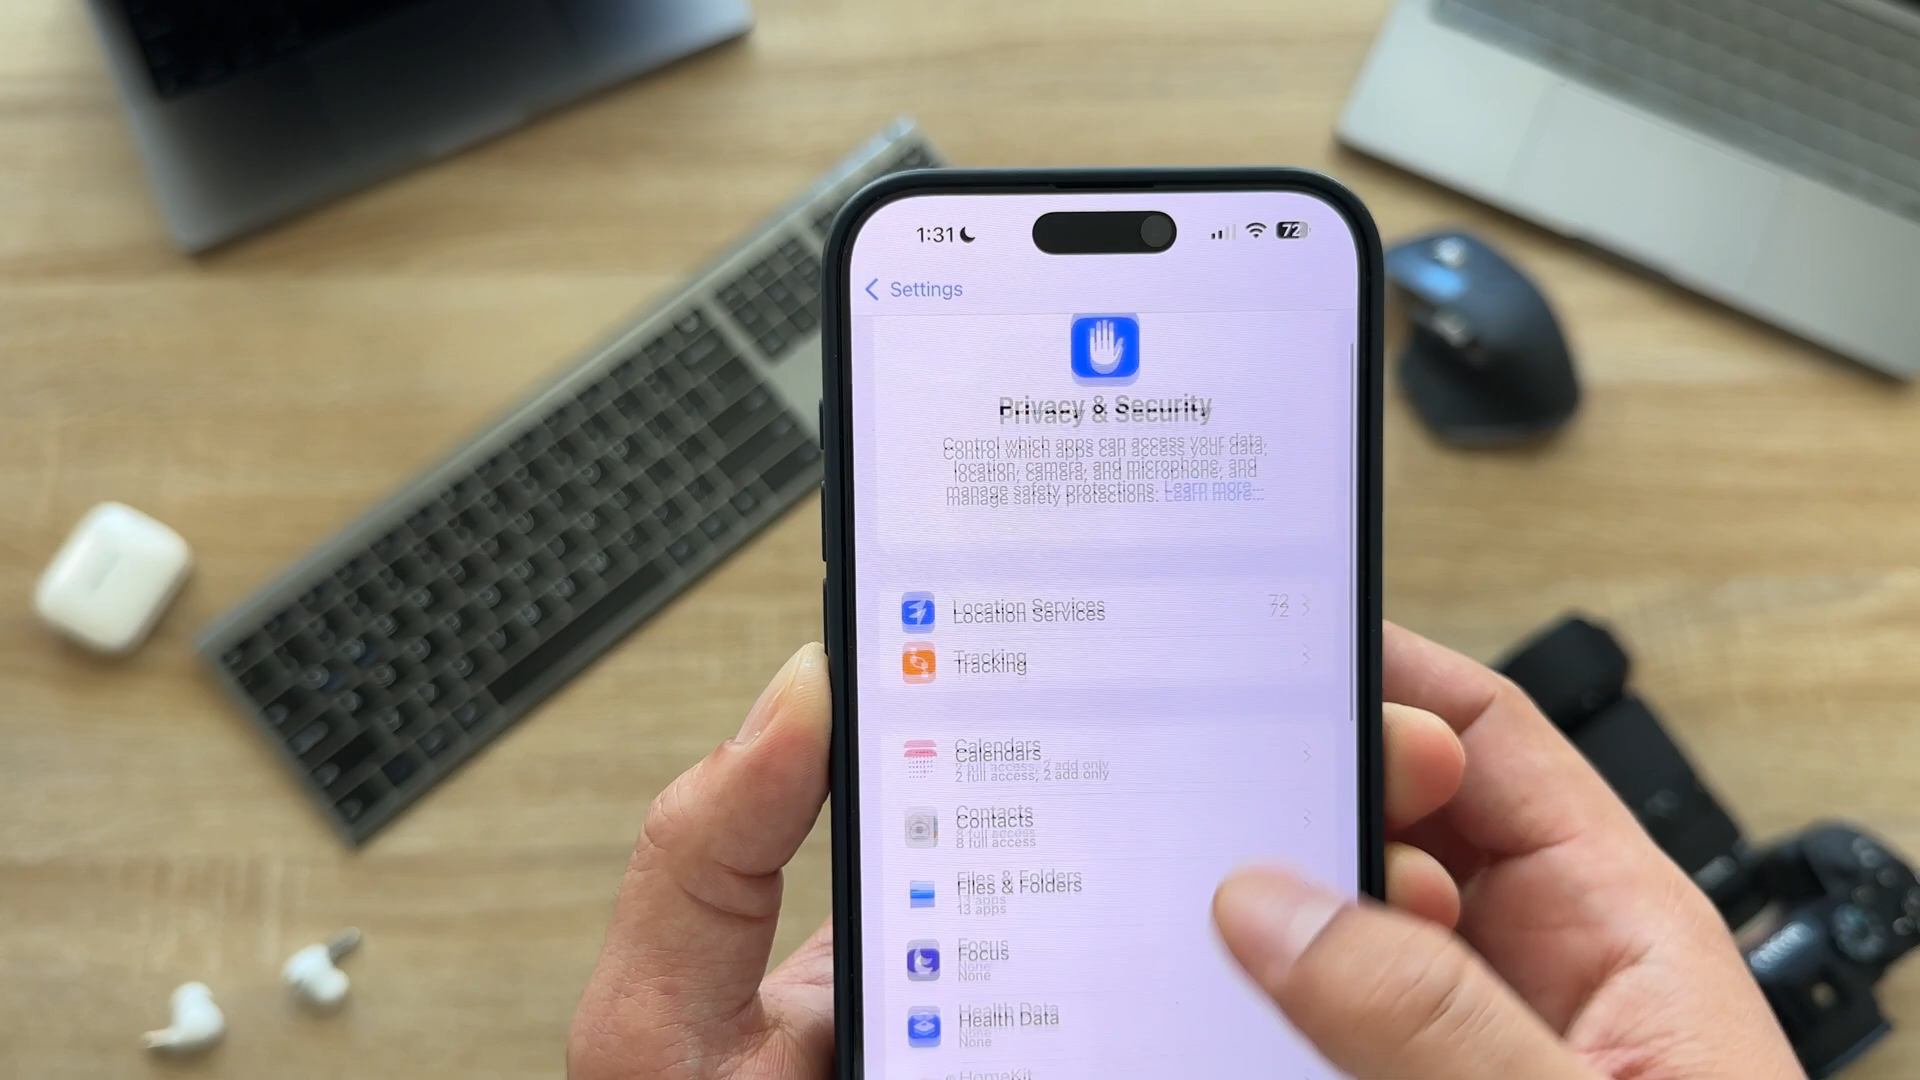 1:31
72
Settings
Privacy & Security
Control which apps can access your data,
location, camera, and microphone, and
manage safety protections. Learn more...
Location Services 72
Tracking
Calendars
2 full access, 2 add only
Contacts
8 full access
Files & Folders
13 apps
Focus
None
Health Data
None
HomeKit